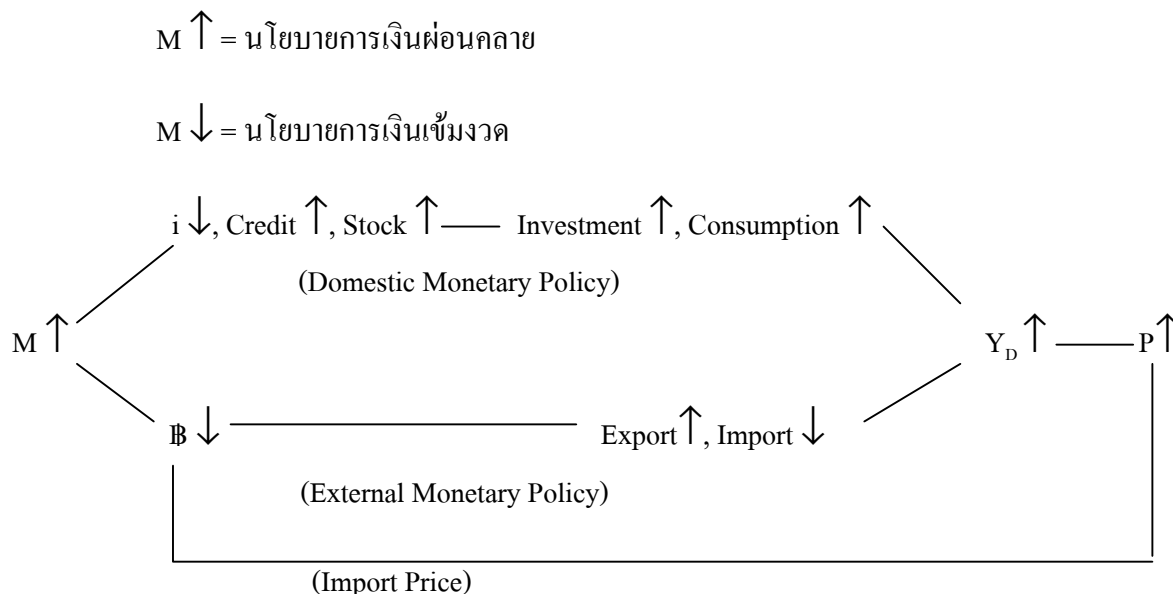 M ↑ = นโยบายการเงินผ่อนคลาย
M ↓ = นโยบายการเงินเข้มงวด
i ↓, Credit ↑, Stock ↑ Investment ↑, Consumption ↑
(Domestic Monetary Policy)
M ↑ Y_D ↑ P ↑
฿ ↓ Export ↑, Import ↓
(External Monetary Policy)
(Import Price)